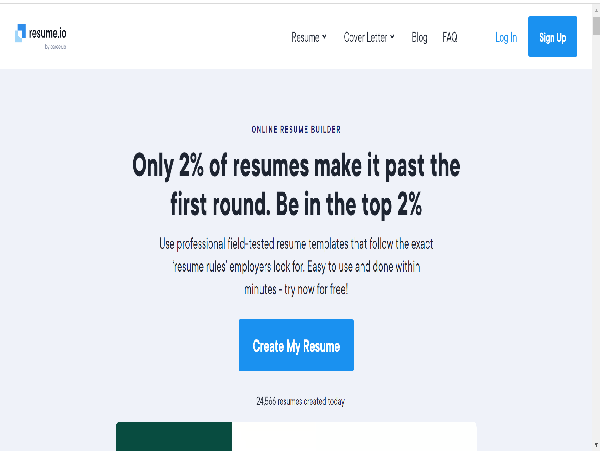 resume.io
by
Resume
Cover Letter
Blog
FAQ
Log In
Sign Up
ONLINE RESUME BUILDER
Only 2% of resumes make it past the
first round. Be in the top 2%
Use professional field-tested resume templates that follow the exact
'resume rules' employers look for. Easy to use and done within
minutes - try now for free!
Create My Resume
24,566 resumes created today